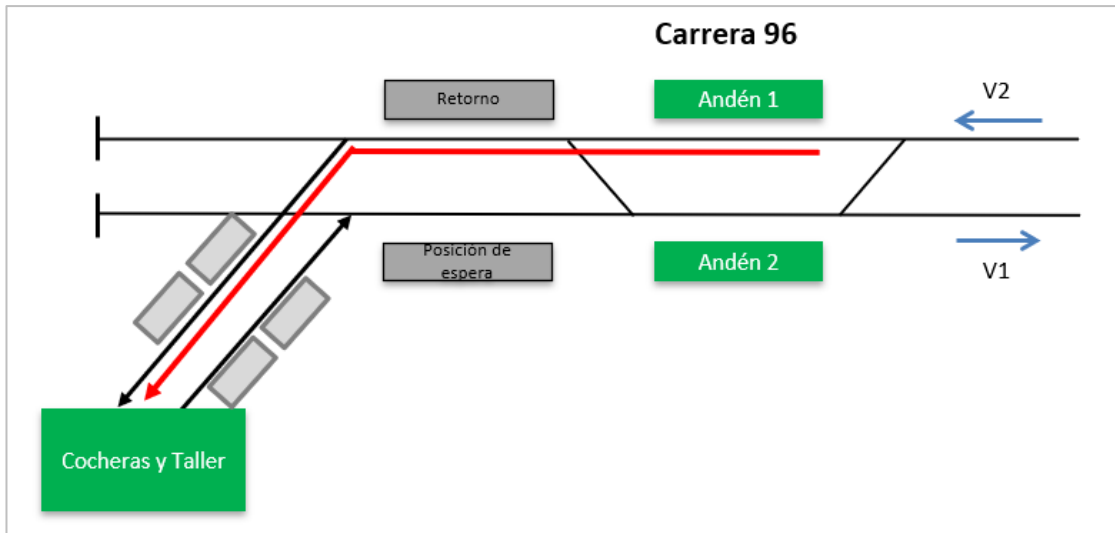 Carrera 96
Retorno
Andén 1
V2
Posición de
espera
Andén 2
V1
Cocheras y Taller